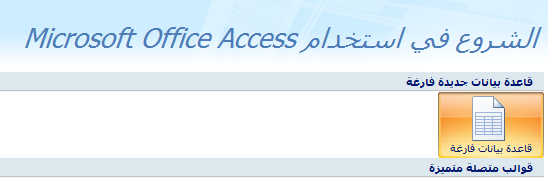 الشروع في استخدام Microsoft Office Access
قاعدة بيانات جديدة فارغة
قاعدة بيانات فارغة
قوالب متصلة متميزة